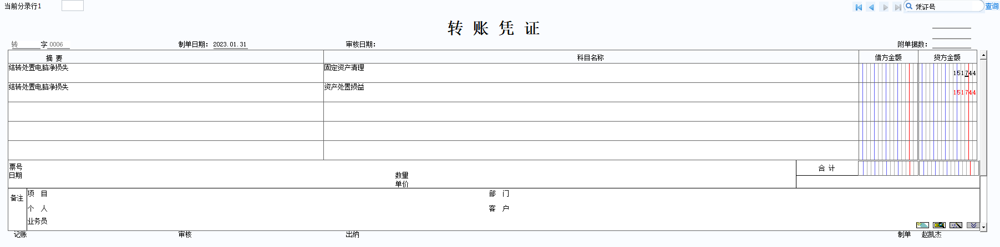 当前分录行1
凭证号 查询
转 账 凭 证
转 字 0006 制单日期: 2023.01.31 审核日期: 附单据数:
摘 要 科目名称 借方金额 贷方金额
结转处置电脑净损失 固定资产清理 151744
结转处置电脑净损失 资产处置损益 151744
票号 合 计
日期 数量
单价
备注 项 目 部 门
个 人 客 户
业务员
记账 审核 出纳 制单 赵凯杰